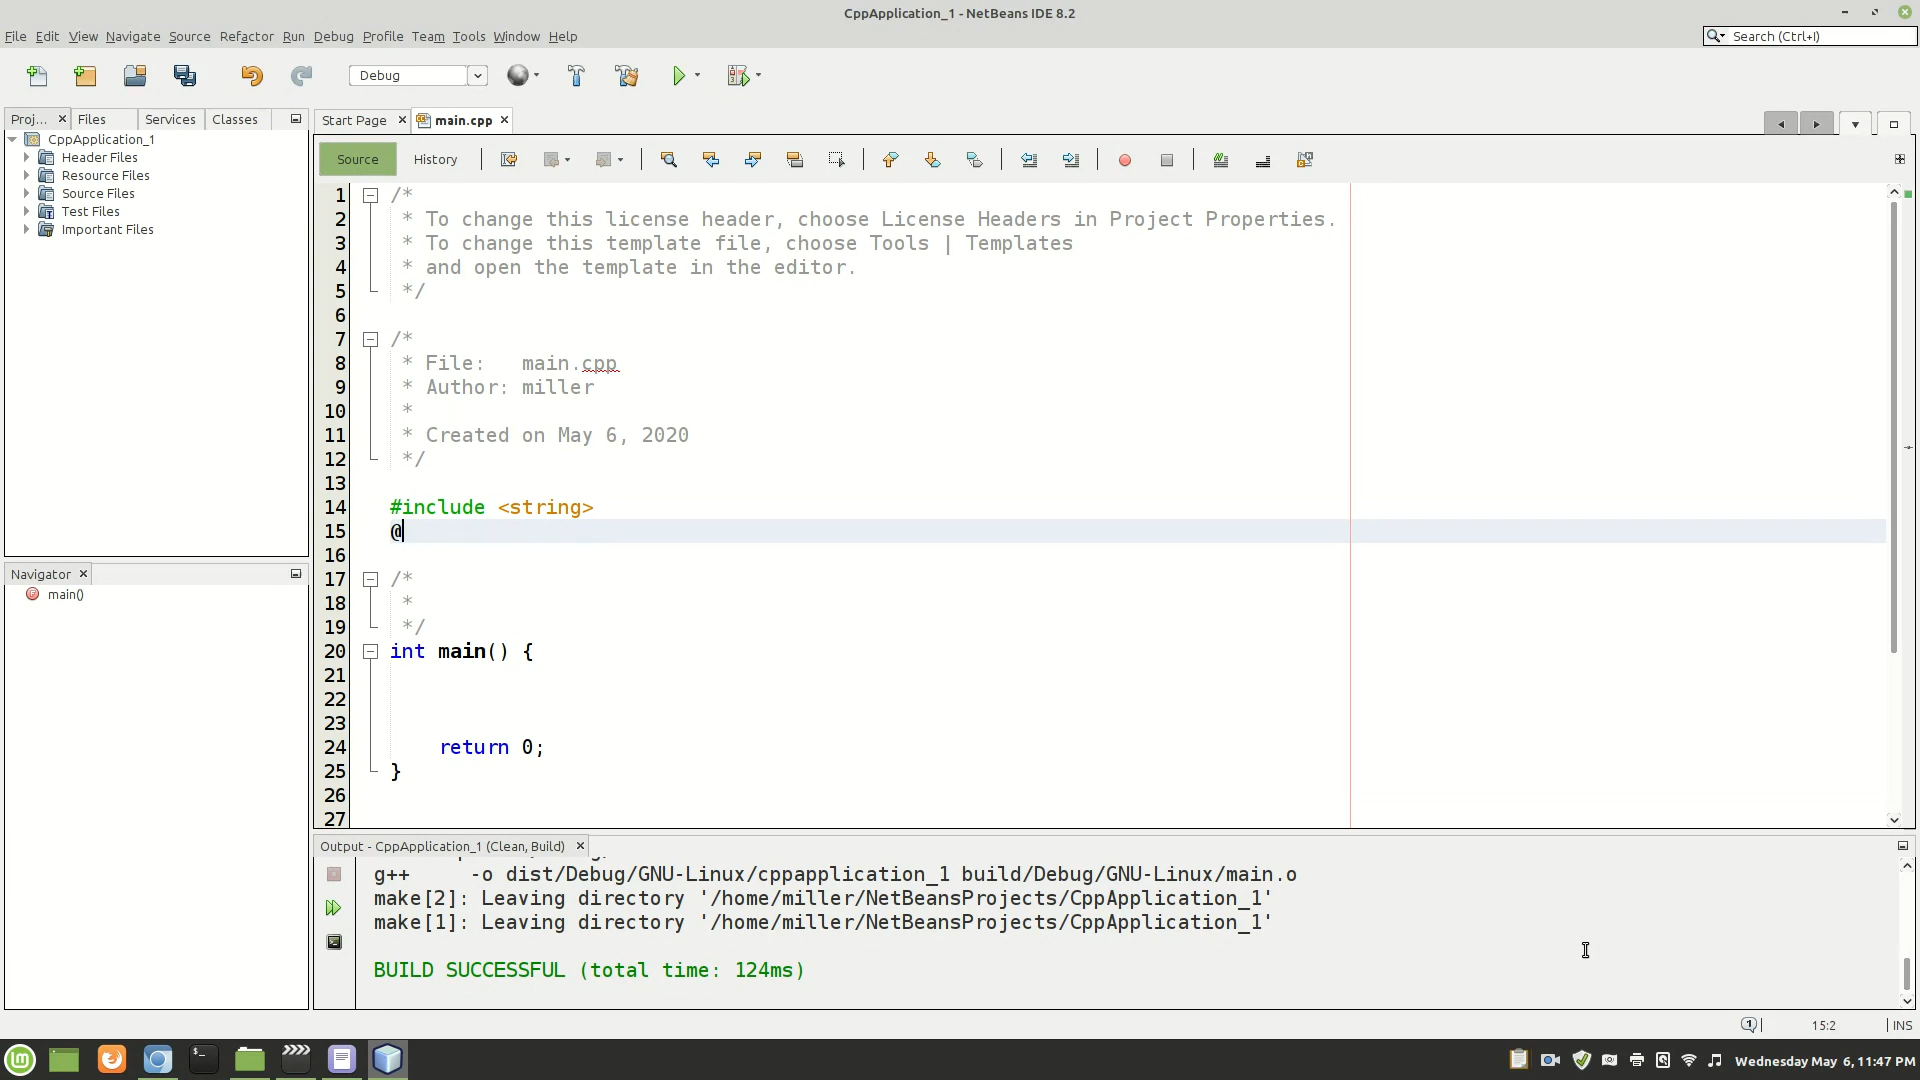 CppApplication_1 - NetBeans IDE 8.2
File Edit View Navigate Source Refactor Run Debug Profile Team Tools Window Help
Search (Ctrl+I)
Debug
Proj... Files Services Classes
Start Page main.cpp
CppApplication_1
Header Files
Resource Files
Source Files
Test Files
Important Files
Source History
1 /*
2 * To change this license header, choose License Headers in Project Properties.
3 * To change this template file, choose Tools | Templates
4 * and open the template in the editor.
5 */
6
7 /*
8 * File:   main.cpp
9 * Author: miller
10 *
11 * Created on May 6, 2020
12 */
13
14 #include <string>
15 @
16
17 /*
18 *
19 */
20 int main() {
21
22
23
24     return 0;
25 }
26
27
Navigator
main()
Output - CppApplication_1 (Clean, Build)
g++     -o dist/Debug/GNU-Linux/cppapplication_1 build/Debug/GNU-Linux/main.o
make[2]: Leaving directory '/home/miller/NetBeansProjects/CppApplication_1'
make[1]: Leaving directory '/home/miller/NetBeansProjects/CppApplication_1'
BUILD SUCCESSFUL (total time: 124ms)
1 15:2 INS
Wednesday May 6, 11:47 PM